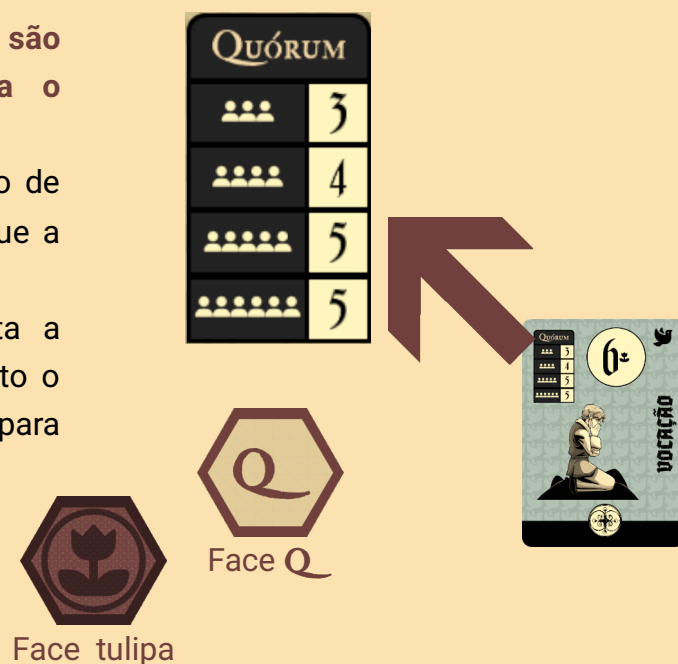 são
a o
o de
ue a
ta a
to o
para
QUÓRUM
3
4
5
5
QUÓRUM
3
4
5
5
6
VOCAÇÃO
Q
Face Q
Face tulipa